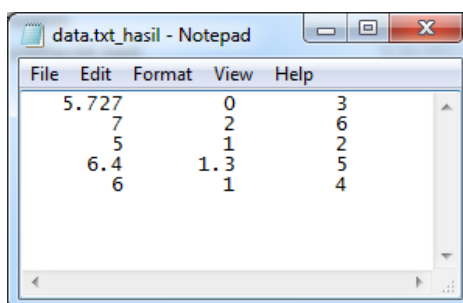 data.txt_hasil - Notepad
File Edit Format View Help
5.727 0 3
7 2 6
5 1 2
6.4 1.3 5
6 1 4